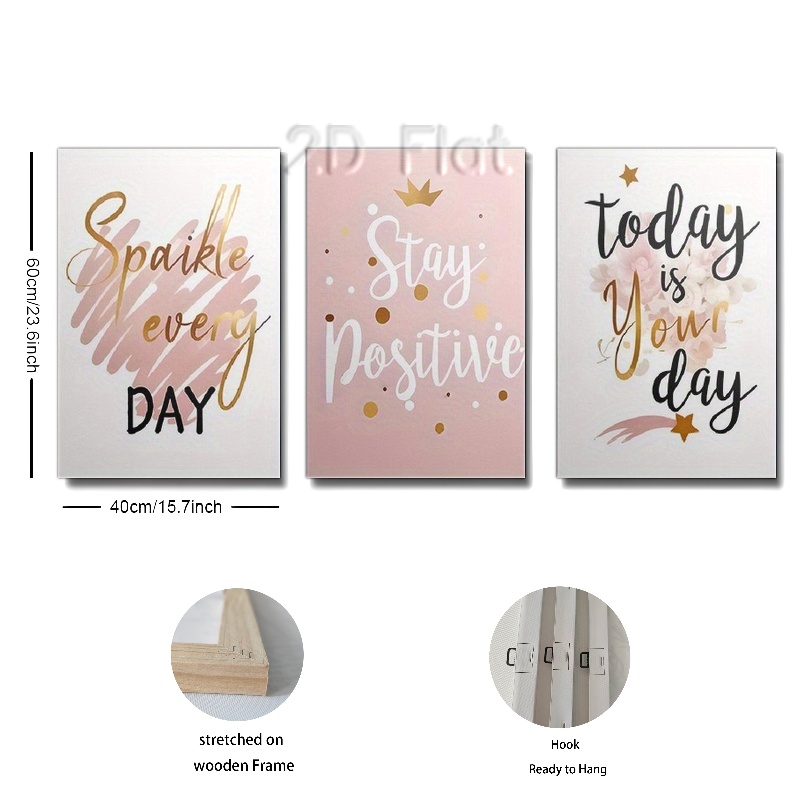 2D Flat
Spaikle
every
DAY
Stay
Positive
today
is
Your
day
60cm/23.6inch
40cm/15.7inch
stretched on
wooden Frame
Hook
Ready to Hang